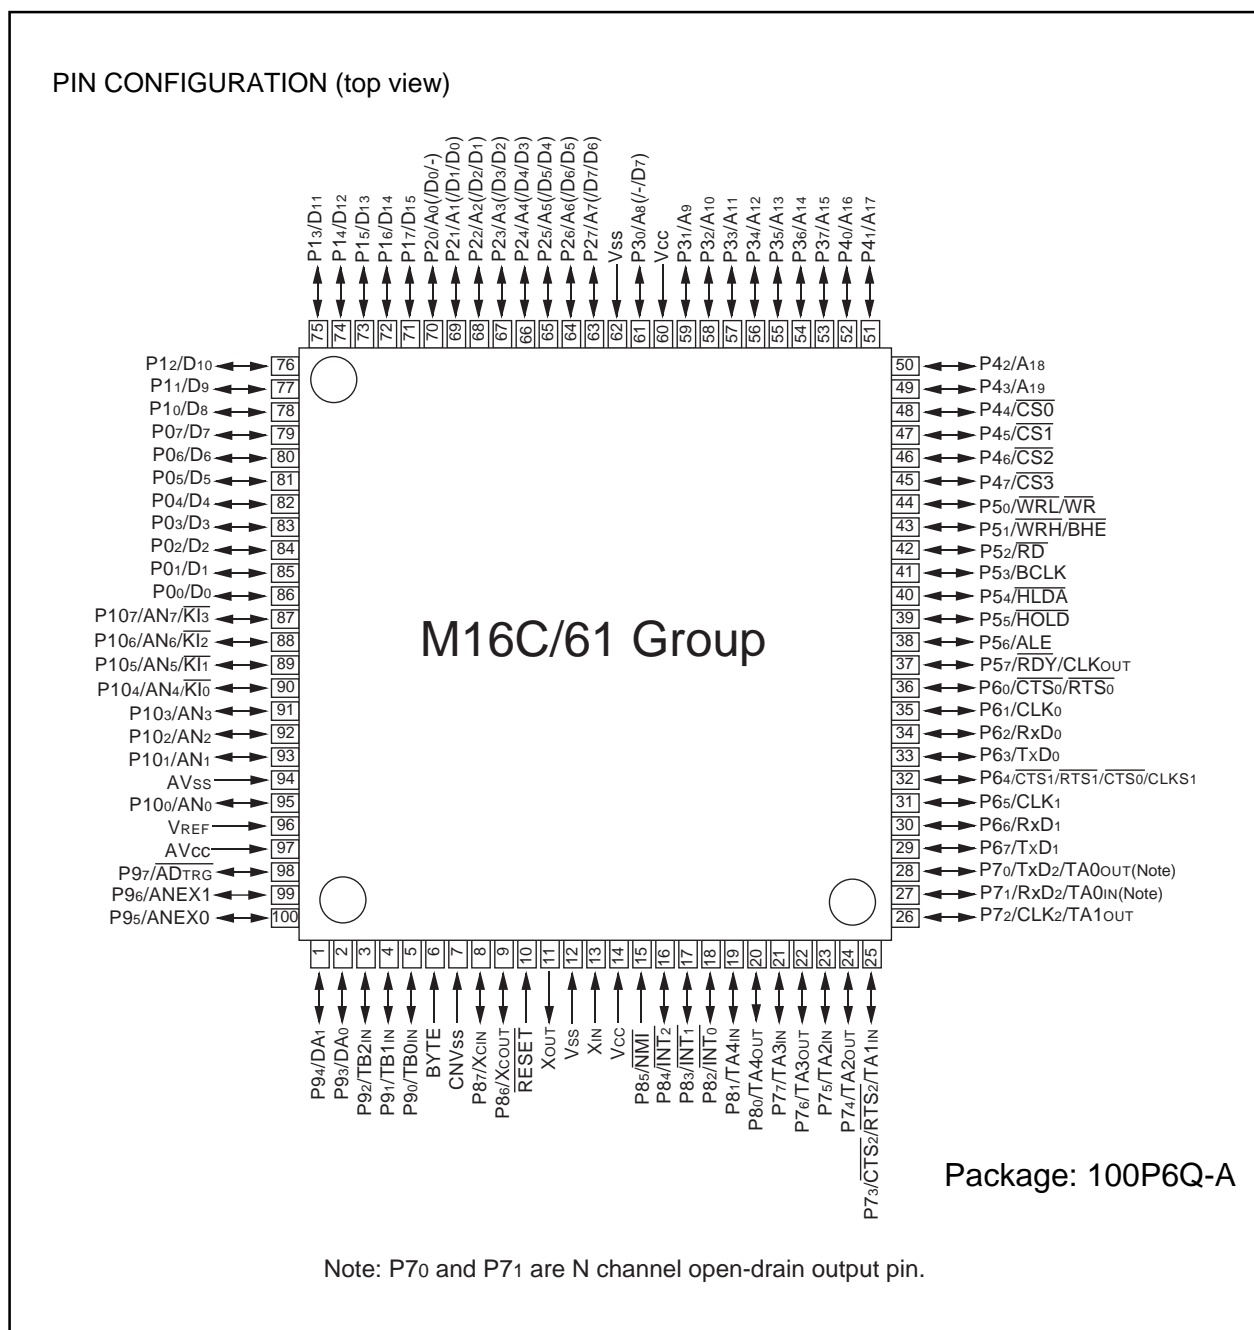 PIN CONFIGURATION (top view)
P13/D11
P14/D12
P15/D13
P16/D14
P17/D15
P20/A0(/D0/-)
P21/A1(/D1/D0)
P22/A2(/D2/D1)
P23/A3(/D3/D2)
P24/A4(/D4/D3)
P25/A5(/D5/D4)
P26/A6(/D6/D5)
P27/A7(/D7/D6)
Vss
P30/A8(/-/D7)
Vcc
P31/A9
P32/A10
P33/A11
P34/A12
P35/A13
P36/A14
P37/A15
P40/A16
P41/A17
75 74 73 72 71 70 69 68 67 66 65 64 63 62 61 60 59 58 57 56 55 54 53 52 51
P12/D10 76
P11/D9 77
P10/D8 78
P07/D7 79
P06/D6 80
P05/D5 81
P04/D4 82
P03/D3 83
P02/D2 84
P01/D1 85
P00/D0 86
P107/AN7/KI3 87
P106/AN6/KI2 88
P105/AN5/KI1 89
P104/AN4/KI0 90
P103/AN3 91
P102/AN2 92
P101/AN1 93
AVSS 94
P100/AN0 95
VREF 96
AVcc 97
P97/ADTRG 98
P96/ANEX1 99
P95/ANEX0 100
M16C/61 Group
50 P42/A18
49 P43/A19
48 P44/CS0
47 P45/CS1
46 P46/CS2
45 P47/CS3
44 P50/WRL/WR
43 P51/WRH/BHE
42 P52/RD
41 P53/BCLK
40 P54/HLDA
39 P55/HOLD
38 P56/ALE
37 P57/RDY/CLKOUT
36 P60/CTS0/RTS0
35 P61/CLK0
34 P62/RxD0
33 P63/TXD0
32 P64/CTS1/RTS1/CTS0/CLKS1
31 P65/CLK1
30 P66/RxD1
29 P67/TXD1
28 P70/TxD2/TA0OUT(Note)
27 P71/RxD2/TA0IN(Note)
26 P72/CLK2/TA1OUT
1 2 3 4 5 6 7 8 9 10 11 12 13 14 15 16 17 18 19 20 21 22 23 24 25
P94/DA1
P93/DA0
P92/TB2IN
P91/TB1IN
P90/TB0IN
BYTE
CNVss
P87/XCIN
P86/XCOUT
RESET
XOUT
VSS
XIN
VCC
P85/NMI
P84/INT2
P83/INT1
P82/INT0
P81/TA4IN
P80/TA4OUT
P77/TA3IN
P76/TA3OUT
P75/TA2IN
P74/TA2OUT
P73/CTS2/RTS2/TA1IN
Package: 100P6Q-A
Note: P70 and P71 are N channel open-drain output pin.